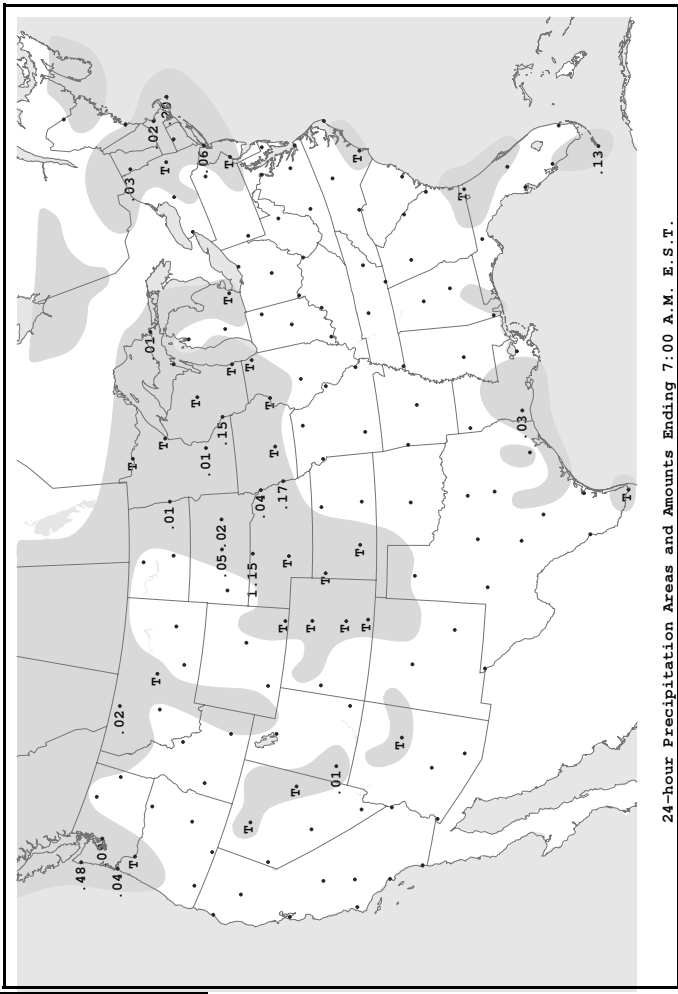 .48
.04
.02
T
.03
T
.01
.02
T
T
T
.01
T
.06
.01
.05 .02
.15
T
T
T
T
T
1.15
.04
T
T
.17
T
T
T
T
T
.01
T
T
T
T
T
T
.03
.13
T
24-hour Precipitation Areas and Amounts Ending 7:00 A.M. E.S.T.